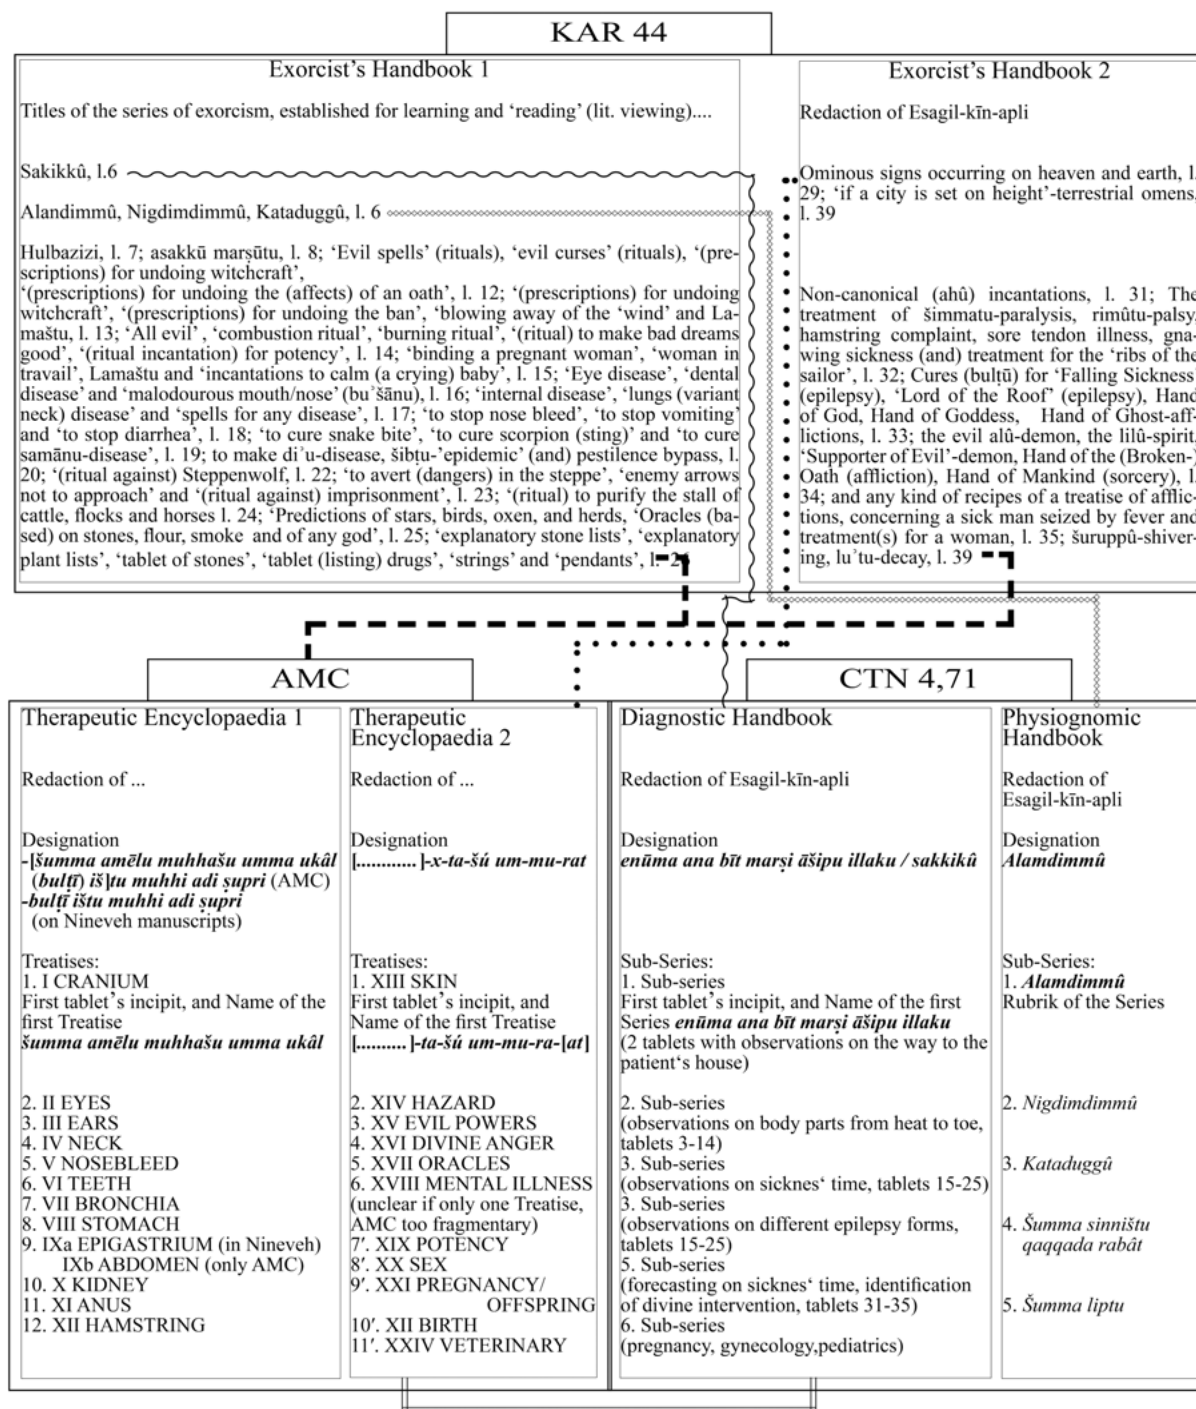 KAR 44
Exorcist's Handbook 1
Titles of the series of exorcism, established for learning and ‘reading’ (lit. viewing)....
Sakikkû, l.6
Alandimmû, Nigdimdimmû, Kataduggû, l. 6
Hulbazizi, l. 7; asakkū marṣūtu, l. 8; ‘Evil spells’ (rituals), ‘evil curses’ (rituals), ‘(pre-
scriptions) for undoing witchcraft’,
‘(prescriptions) for undoing the (affects) of an oath’, l. 12; ‘(prescriptions) for undoing
witchcraft’, ‘(prescriptions) for undoing the ban’, ‘blowing away of the ‘wind’ and La-
maštu, l. 13; ‘All evil’ , ‘combustion ritual’, ‘burning ritual’, ‘(ritual) to make bad dreams
good’, ‘(ritual incantation) for potency’, l. 14; ‘binding a pregnant woman’, ‘woman in
travail’, Lamaštu and ‘incantations to calm (a crying) baby’, l. 15; ‘Eye disease’, ‘dental
disease’ and ‘malodourous mouth/nose’ (buʾšānu), l. 16; ‘internal disease’, ‘lungs (variant
neck) disease’ and ‘spells for any disease’, l. 17; ‘to stop nose bleed’, ‘to stop vomiting’
and ‘to stop diarrhea’, l. 18; ‘to cure snake bite’, ‘to cure scorpion (sting)’ and ‘to cure
samānu-disease’, l. 19; to make diʾu-disease, šibṭu-’epidemic’ (and) pestilence bypass, l.
20; ‘(ritual against) Steppenwolf, l. 22; ‘to avert (dangers) in the steppe’, ‘enemy arrows
not to approach’ and ‘(ritual against) imprisonment’, l. 23; ‘(ritual) to purify the stall of
cattle, flocks and horses l. 24; ‘Predictions of stars, birds, oxen, and herds, ‘Oracles (ba-
sed) on stones, flour, smoke and of any god’, l. 25; ‘explanatory stone lists’, ‘explanatory
plant lists’, ‘tablet of stones’, ‘tablet (listing) drugs’, ‘strings’ and ‘pendants’, l. 26
Exorcist's Handbook 2
Redaction of Esagil-kīn-apli
Ominous signs occurring on heaven and earth, l.
29; ‘if a city is set on height’-terrestrial omens,
l. 39
Non-canonical (ahû) incantations, l. 31; The
treatment of šimmatu-paralysis, rimûtu-palsy,
hamstring complaint, sore tendon illness, gna-
wing sickness (and) treatment for the ‘ribs of the
sailor’, l. 32; Cures (bulṭū) for ‘Falling Sickness’
(epilepsy), ‘Lord of the Roof’ (epilepsy), Hand
of God, Hand of Goddess, Hand of Ghost-aff-
lictions, l. 33; the evil alû-demon, the lilû-spirit,
‘Supporter of Evil’-demon, Hand of the (Broken-)
Oath (affliction), Hand of Mankind (sorcery), l.
34; and any kind of recipes of a treatise of afflic-
tions, concerning a sick man seized by fever and
treatment(s) for a woman, l. 35; šuruppû-shiver-
ing, luʾtu-decay, l. 39
AMC
Therapeutic Encyclopaedia 1
Redaction of ...
Designation
-[šumma amēlu muhhašu umma ukâl
(bulṭī) iš]tu muhhi adi ṣupri (AMC)
-bulṭī ištu muhhi adi ṣupri
(on Nineveh manuscripts)
Treatises:
1. I CRANIUM
First tablet’s incipit, and Name of the
first Treatise
šumma amēlu muhhašu umma ukâl
2. II EYES
3. III EARS
4. IV NECK
5. V NOSEBLEED
6. VI TEETH
7. VII BRONCHIA
8. VIII STOMACH
9. IXa EPIGASTRIUM (in Nineveh)
IXb ABDOMEN (only AMC)
10. X KIDNEY
11. XI ANUS
12. XII HAMSTRING
Therapeutic
Encyclopaedia 2
Redaction of ...
Designation
[............ ]-x-ta-šú um-mu-rat
Treatises:
1. XIII SKIN
First tablet’s incipit, and
Name of the first Treatise
[.......... ]-ta-šú um-mu-ra-[at]
2. XIV HAZARD
3. XV EVIL POWERS
4. XVI DIVINE ANGER
5. XVII ORACLES
6. XVIII MENTAL ILLNESS
(unclear if only one Treatise,
AMC too fragmentary)
7′. XIX POTENCY
8′. XX SEX
9′. XXI PREGNANCY/
OFFSPRING
10′. XII BIRTH
11′. XXIV VETERINARY
CTN 4,71
Diagnostic Handbook
Redaction of Esagil-kīn-apli
Designation
enūma ana bīt marṣi āšipu illaku / sakkikû
Sub-Series:
1. Sub-series
First tablet’s incipit, and Name of the first
Series enūma ana bīt marṣi āšipu illaku
(2 tablets with observations on the way to the
patient‘s house)
2. Sub-series
(observations on body parts from heat to toe,
tablets 3-14)
3. Sub-series
(observations on sicknes‘ time, tablets 15-25)
3. Sub-series
(observations on different epilepsy forms,
tablets 15-25)
5. Sub-series
(forecasting on sicknes‘ time, identification
of divine intervention, tablets 31-35)
6. Sub-series
(pregnancy, gynecology,pediatrics)
Physiognomic
Handbook
Redaction of
Esagil-kīn-apli
Designation
Alamdimmû
Sub-Series:
1. Alamdimmû
Rubrik of the Series
2. Nigdimdimmû
3. Kataduggû
4. Šumma sinništu
qaqqada rabât
5. Šumma liptu